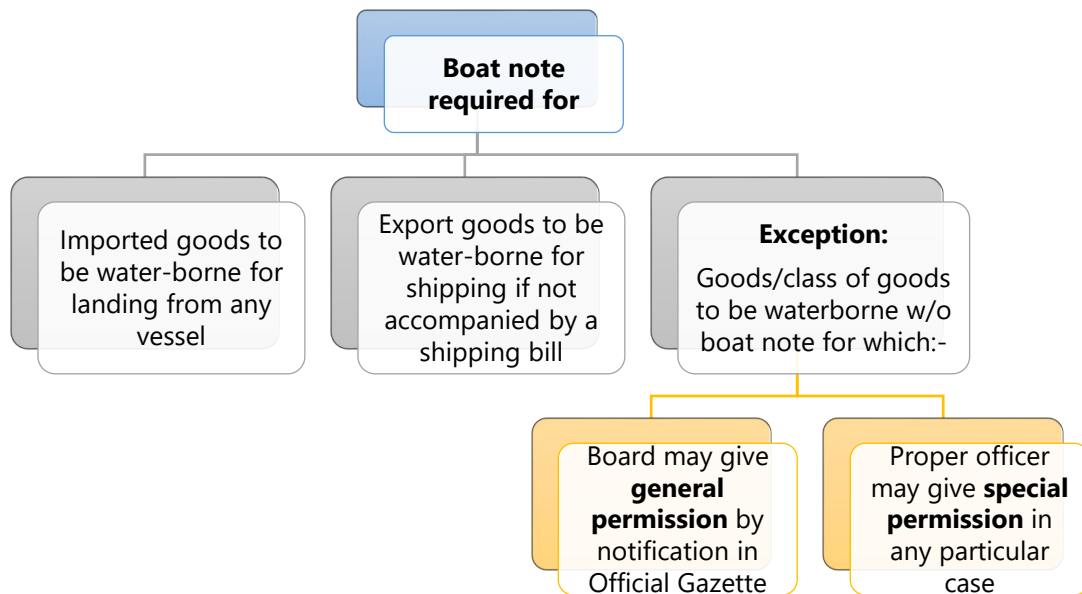 Boat note
required for
Imported goods to
be water-borne for
landing from any
vessel
Export goods to be
water-borne for
shipping if not
accompanied by a
shipping bill
Exception:
Goods/class of goods
to be waterborne w/o
boat note for which:-
Board may give
general
permission by
notification in
Official Gazette
Proper officer
may give special
permission in
any particular
case